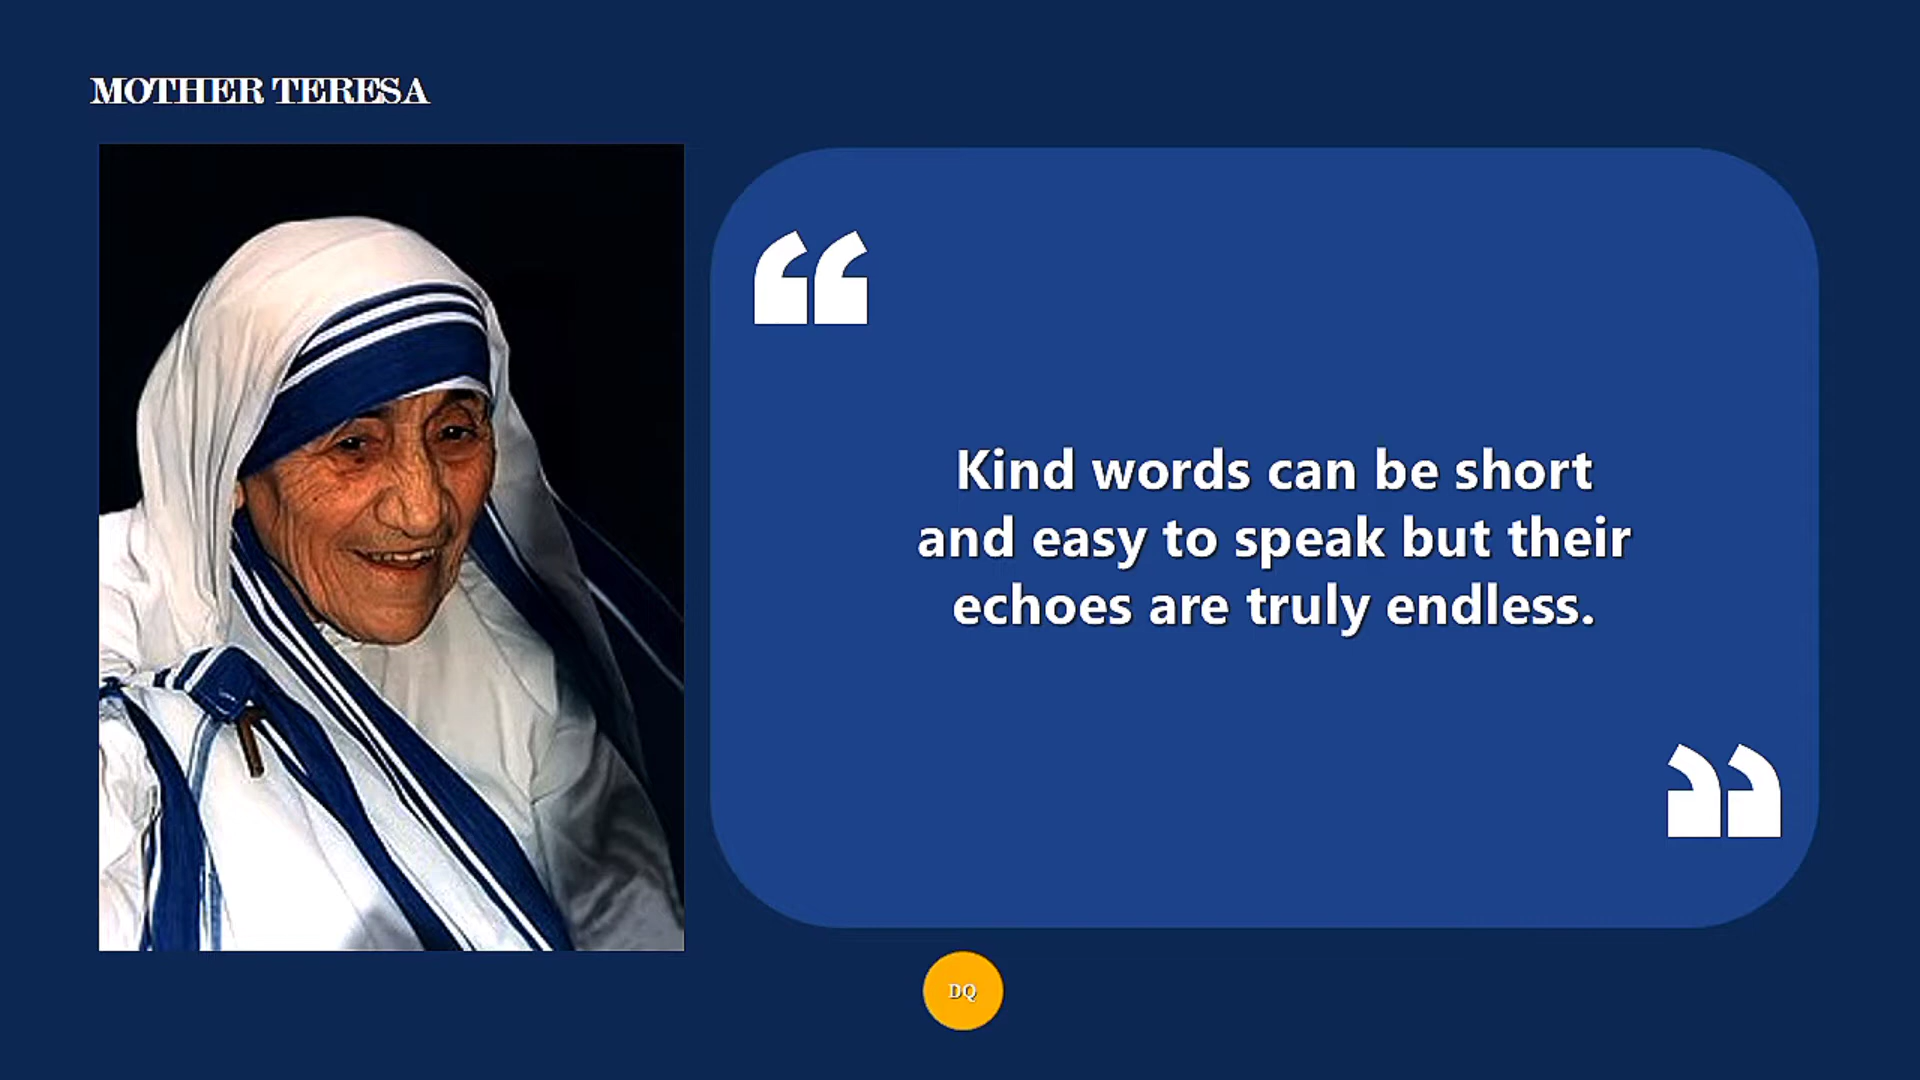 MOTHER TERESA
“
Kind words can be short
and easy to speak but their
echoes are truly endless.
”
DQ